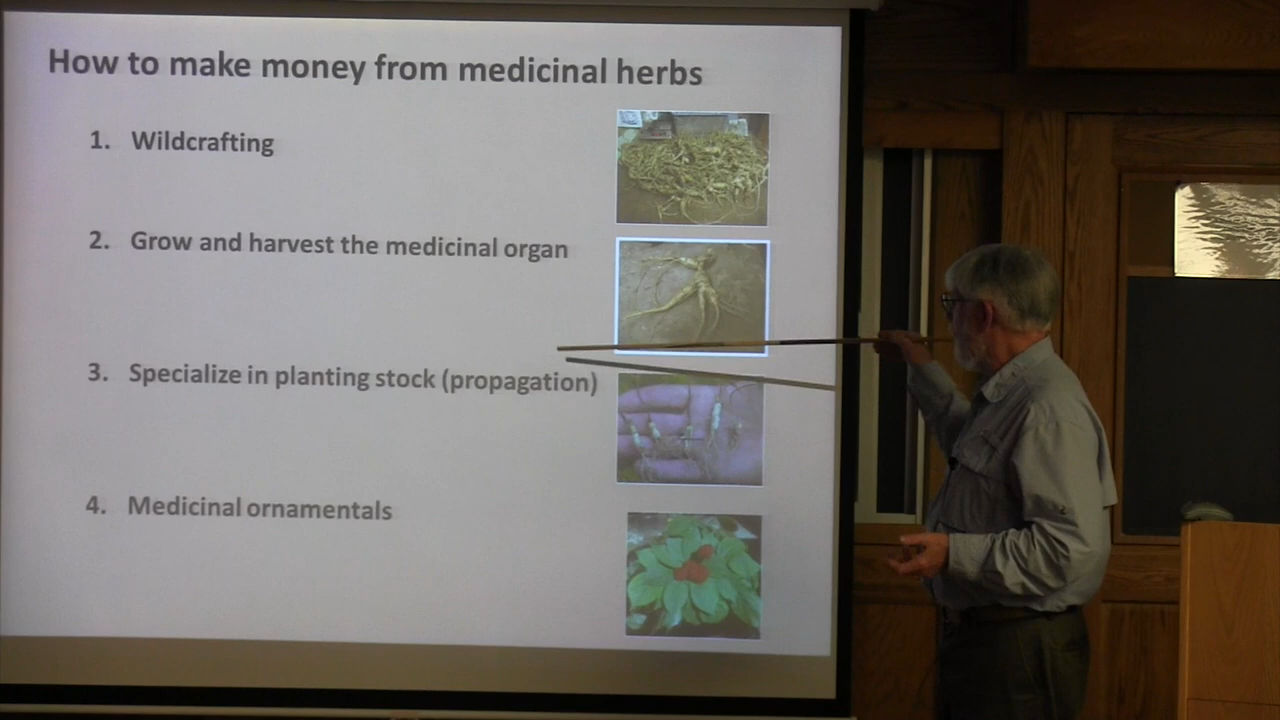 How to make money from medicinal herbs
1. Wildcrafting
2. Grow and harvest the medicinal organ
3. Specialize in planting stock (propagation)
4. Medicinal ornamentals